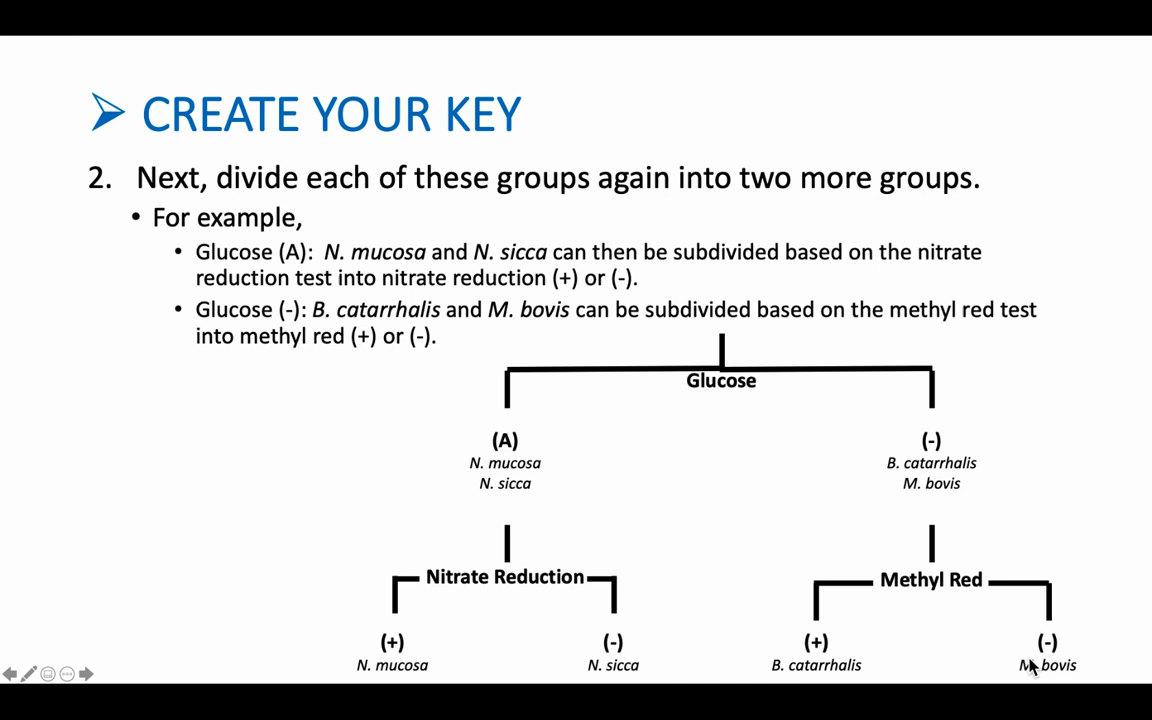 CREATE YOUR KEY
2. Next, divide each of these groups again into two more groups.
• For example,
• Glucose (A): N. mucosa and N. sicca can then be subdivided based on the nitrate
reduction test into nitrate reduction (+) or (-).
• Glucose (-): B. catarrhalis and M. bovis can be subdivided based on the methyl red test
into methyl red (+) or (-).
Glucose
(A)
N. mucosa
N. sicca
(-)
B. catarrhalis
M. bovis
Nitrate Reduction
Methyl Red
(+)
N. mucosa
(-)
N. sicca
(+)
B. catarrhalis
(-)
M. bovis